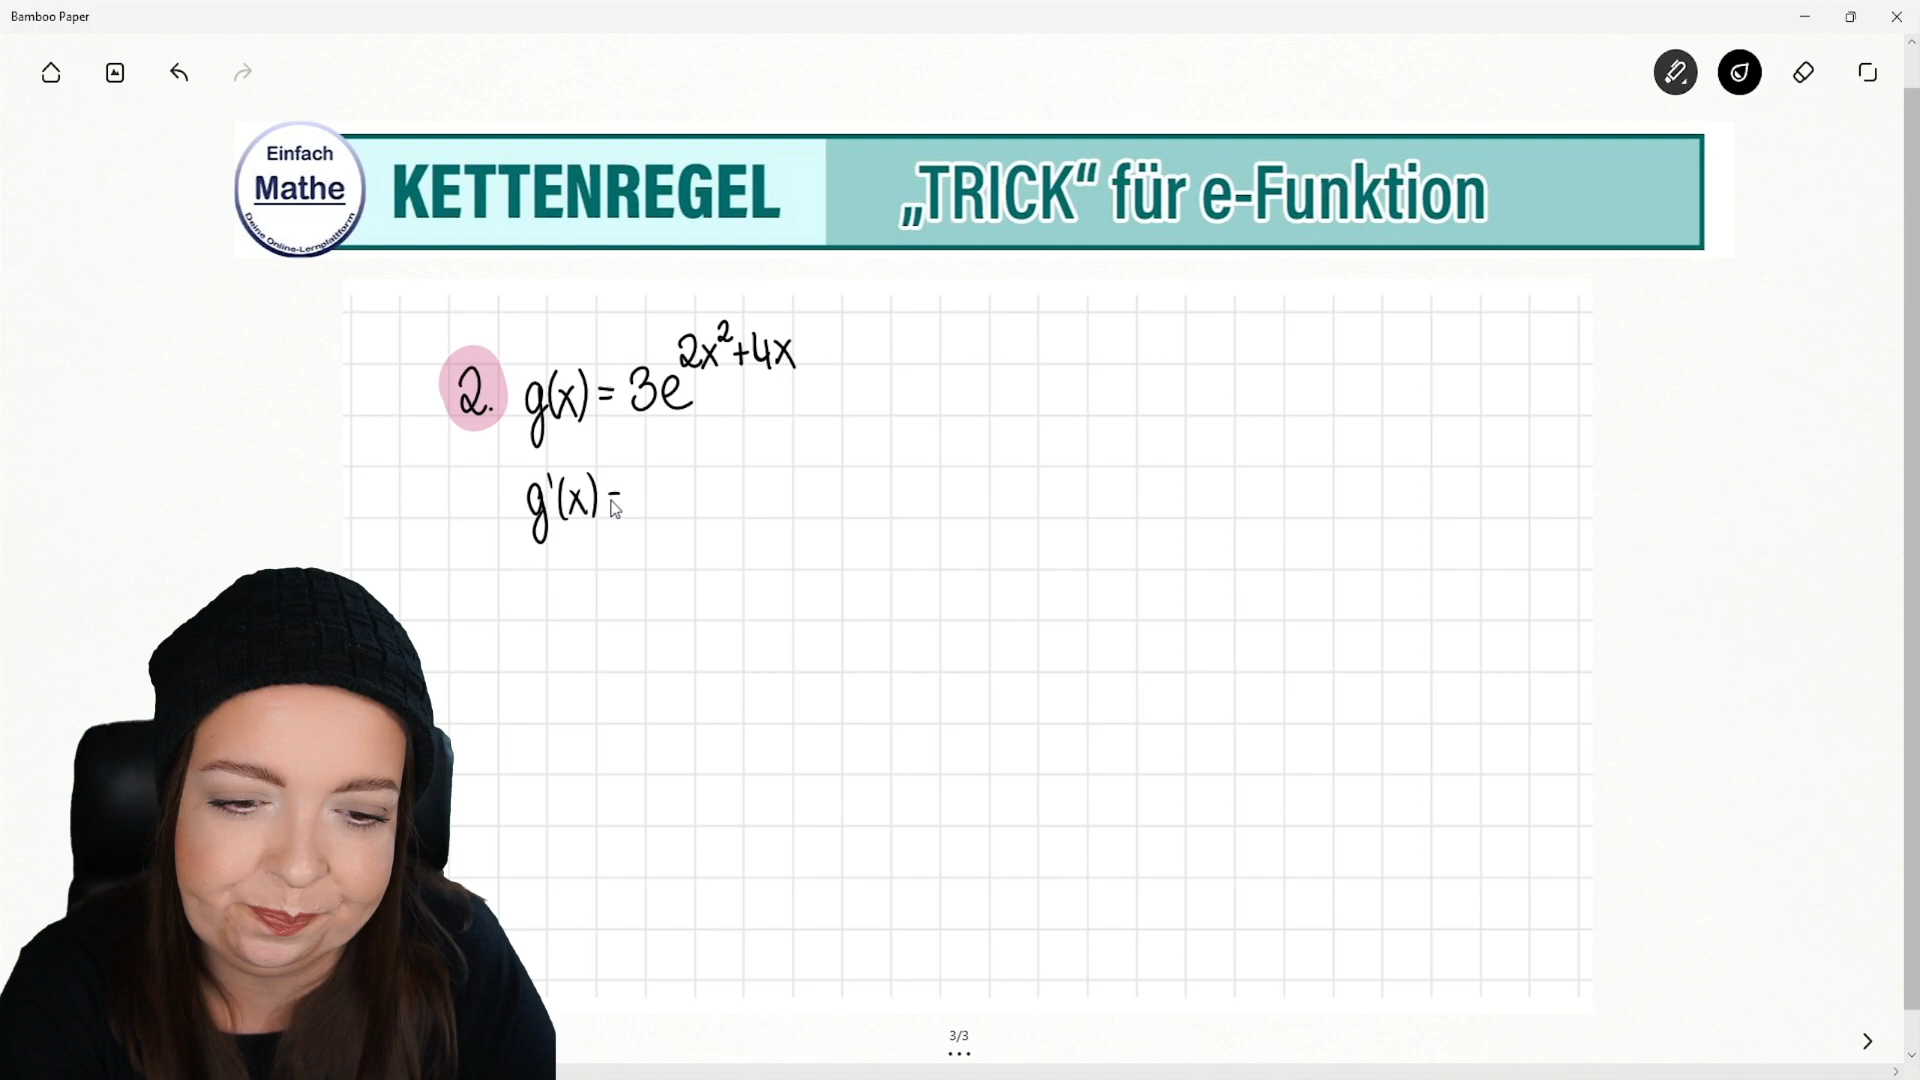 Bamboo Paper
Einfach
Mathe
Deine Online-Lernplattform
KETTENREGEL
„TRICK“ für e-Funktion
2. g(x) = 3e^{2x²+4x}
g'(x) =
3/3